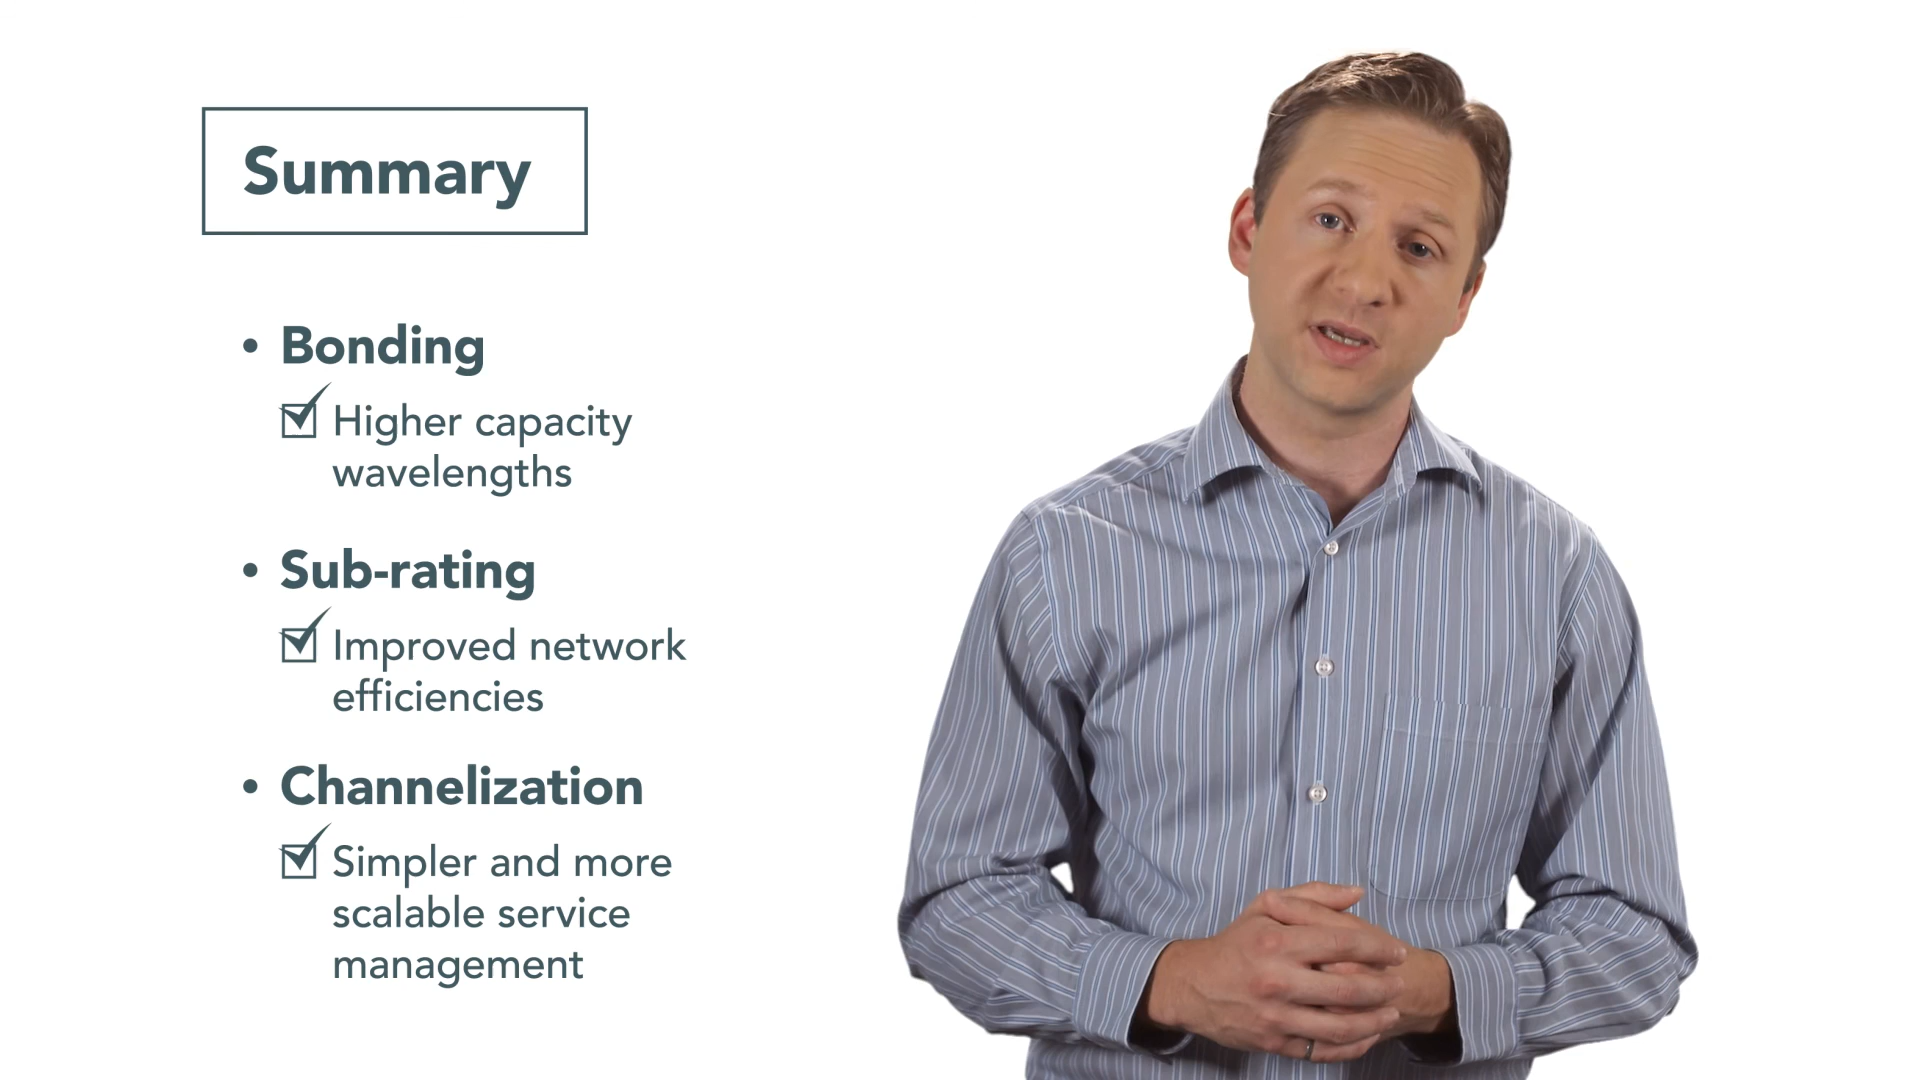 Summary
• Bonding
Higher capacity
wavelengths
• Sub-rating
Improved network
efficiencies
• Channelization
Simpler and more
scalable service
management